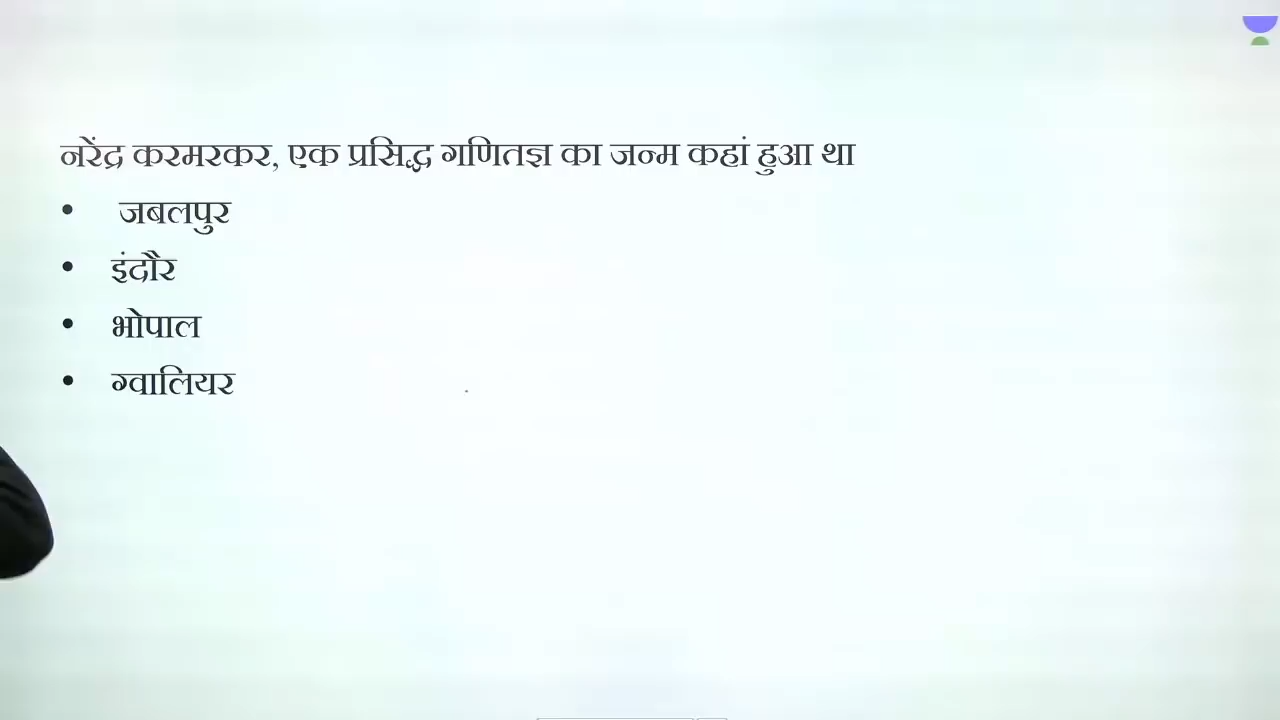 नरेंद्र करमरकर, एक प्रसिद्ध गणितज्ञ का जन्म कहां हुआ था
• जबलपुर
• इंदौर
• भोपाल
• ग्वालियर